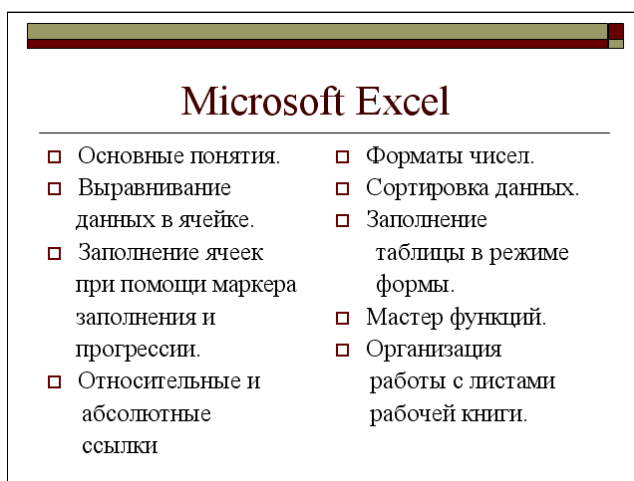 Microsoft Excel
Основные понятия.
Выравнивание
данных в ячейке.
Заполнение ячеек
при помощи маркера
заполнения и
прогрессии.
Относительные и
абсолютные
ссылки
Форматы чисел.
Сортировка данных.
Заполнение
таблицы в режиме
формы.
Мастер функций.
Организация
работы с листами
рабочей книги.